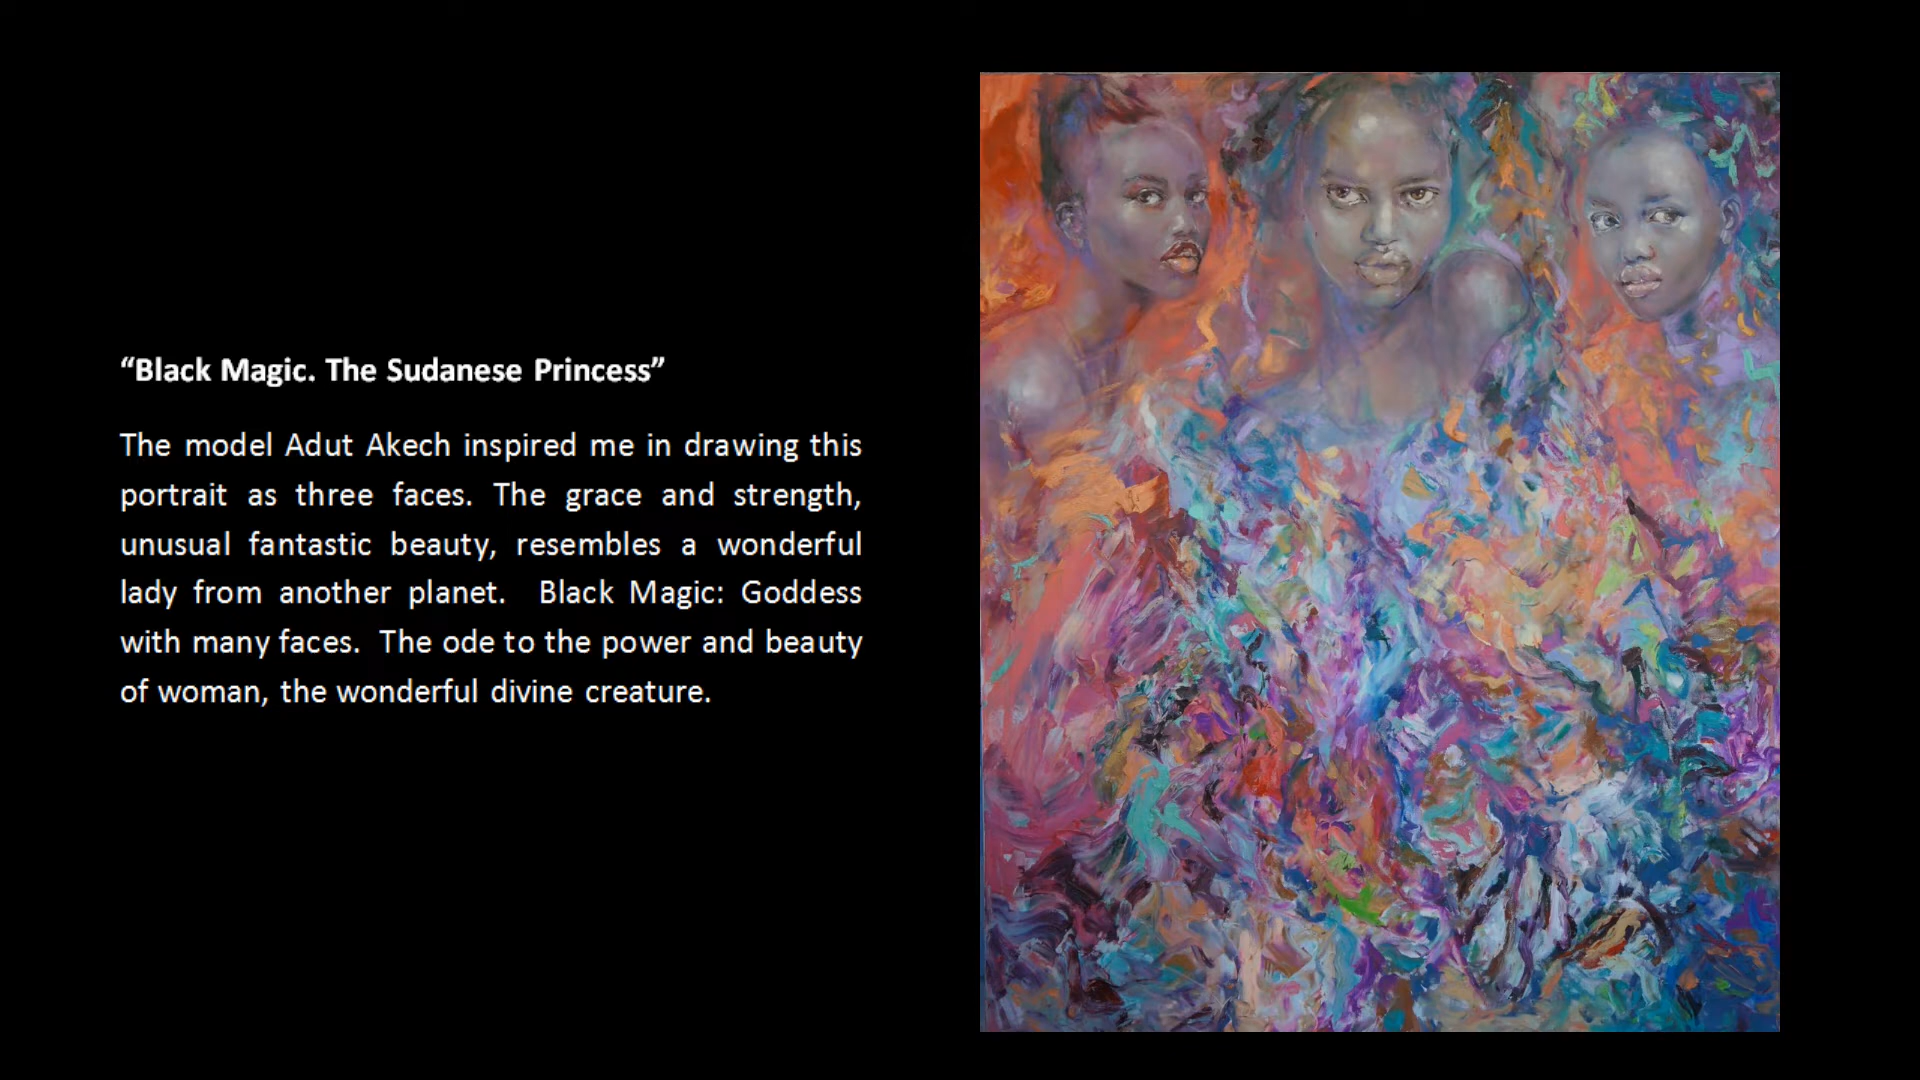 “Black Magic. The Sudanese Princess”
The model Adut Akech inspired me in drawing this
portrait as three faces. The grace and strength,
unusual fantastic beauty, resembles a wonderful
lady from another planet.  Black Magic: Goddess
with many faces.  The ode to the power and beauty
of woman, the wonderful divine creature.